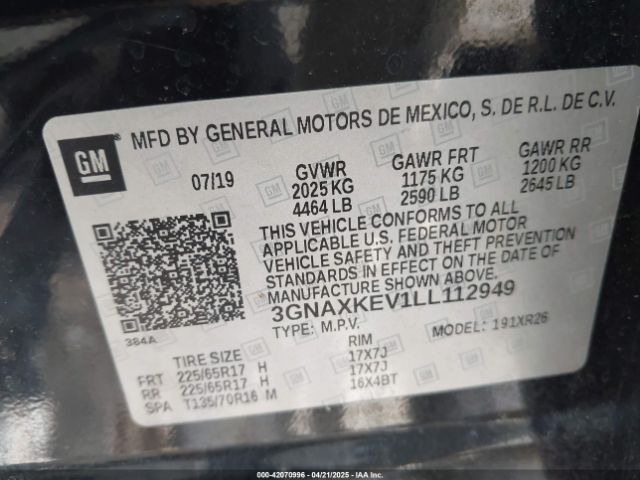 MFD BY GENERAL MOTORS DE MEXICO, S. DE R.L. DE C.V.
GM
07/19 GVWR GAWR FRT GAWR RR
2025 KG 1175 KG 1200 KG
4464 LB 2590 LB 2645 LB
THIS VEHICLE CONFORMS TO ALL
APPLICABLE U.S. FEDERAL MOTOR
VEHICLE SAFETY AND THEFT PREVENTION
STANDARDS IN EFFECT ON THE DATE OF
MANUFACTURE SHOWN ABOVE.
3GNAXKEV1LL112949
TYPE: M.P.V. MODEL: 191XR26
384A
TIRE SIZE RIM
FRT 225/65R17 H 17X7J
RR 225/65R17 H 17X7J
SPA T135/70R16 M 16X4BT
000-42070996 04/21/2025 IAAI.COM